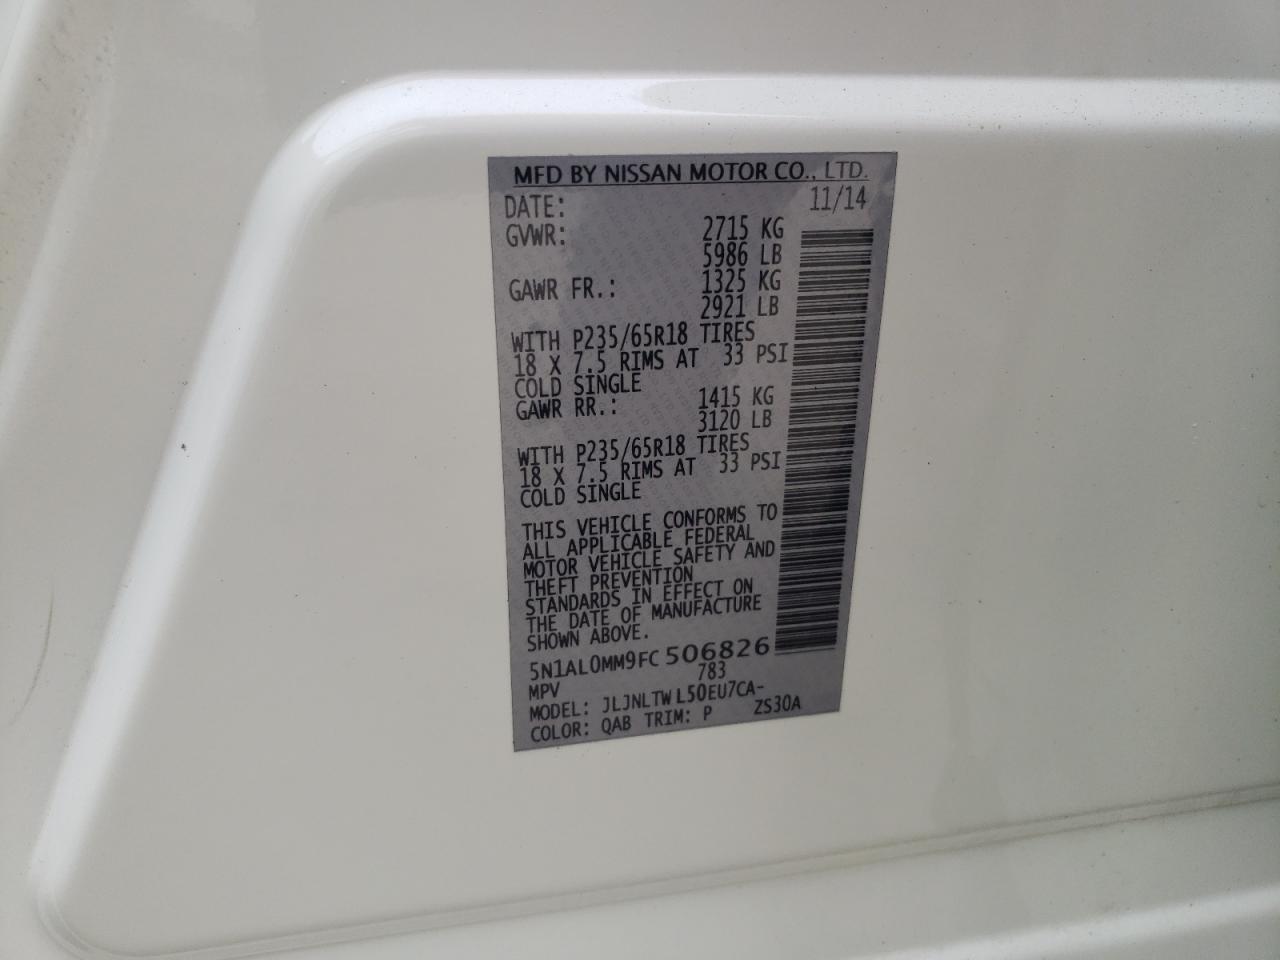 MFD BY NISSAN MOTOR CO., LTD.
DATE: 11/14
GVWR: 2715 KG
5986 LB
GAWR FR.: 1325 KG
2921 LB
WITH P235/65R18 TIRES
18 X 7.5 RIMS AT 33 PSI
COLD SINGLE
GAWR RR.: 1415 KG
3120 LB
WITH P235/65R18 TIRES
18 X 7.5 RIMS AT 33 PSI
COLD SINGLE
THIS VEHICLE CONFORMS TO
ALL APPLICABLE FEDERAL
MOTOR VEHICLE SAFETY AND
THEFT PREVENTION
STANDARDS IN EFFECT ON
THE DATE OF MANUFACTURE
SHOWN ABOVE.
5N1AL0MM9FC506826
MPV 783
MODEL: JLJNLTWL50EU7CA-
COLOR: QAB TRIM: P ZS30A